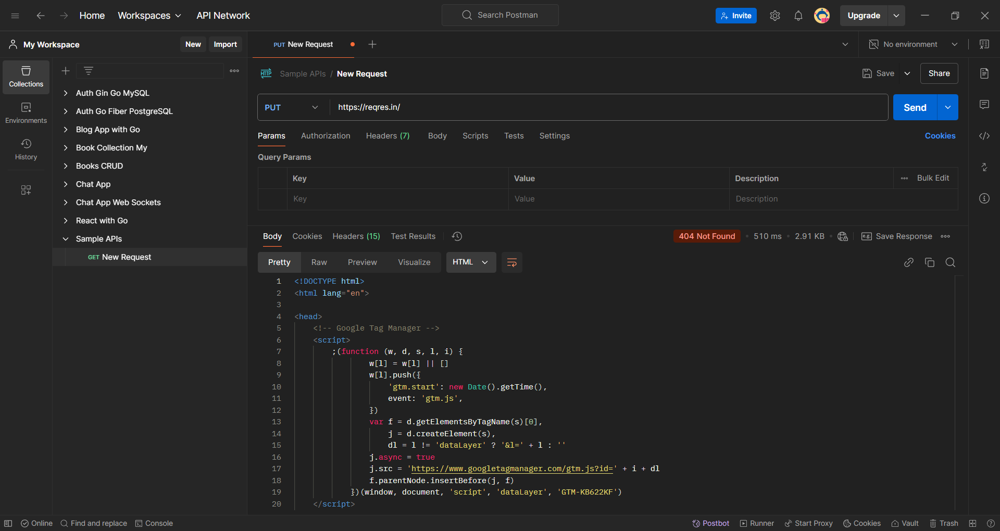 Home Workspaces API Network Search Postman Invite Upgrade
My Workspace New Import PUT New Request No environment
Collections
Environments
History
Auth Gin Go MySQL
Auth Go Fiber PostgreSQL
Blog App with Go
Book Collection My
Books CRUD
Chat App
Chat App Web Sockets
React with Go
Sample APIs
GET New Request
HTTP Sample APIs / New Request Save Share
PUT https://reqres.in/ Send
Params Authorization Headers (7) Body Scripts Tests Settings Cookies
Query Params
Key Value Description Bulk Edit
Key Value Description
Body Cookies Headers (15) Test Results 404 Not Found 510 ms 2.91 KB e.g. Save Response
Pretty Raw Preview Visualize HTML
1 <!DOCTYPE html>
2 <html lang="en">
3
4 <head>
5 <!-- Google Tag Manager -->
6 <script>
7 ;(function (w, d, s, l, i) {
8 w[l] = w[l] || []
9 w[l].push({
10 'gtm.start': new Date().getTime(),
11 event: 'gtm.js',
12 })
13 var f = d.getElementsByTagName(s)[0],
14 j = d.createElement(s),
15 dl = l != 'dataLayer' ? '&l=' + l : ''
16 j.async = true
17 j.src = 'https://www.googletagmanager.com/gtm.js?id=' + i + dl
18 f.parentNode.insertBefore(j, f)
19 })(window, document, 'script', 'dataLayer', 'GTM-KB622KF')
20 </script>
Online Find and replace Console Postbot Runner Start Proxy Cookies Vault Trash